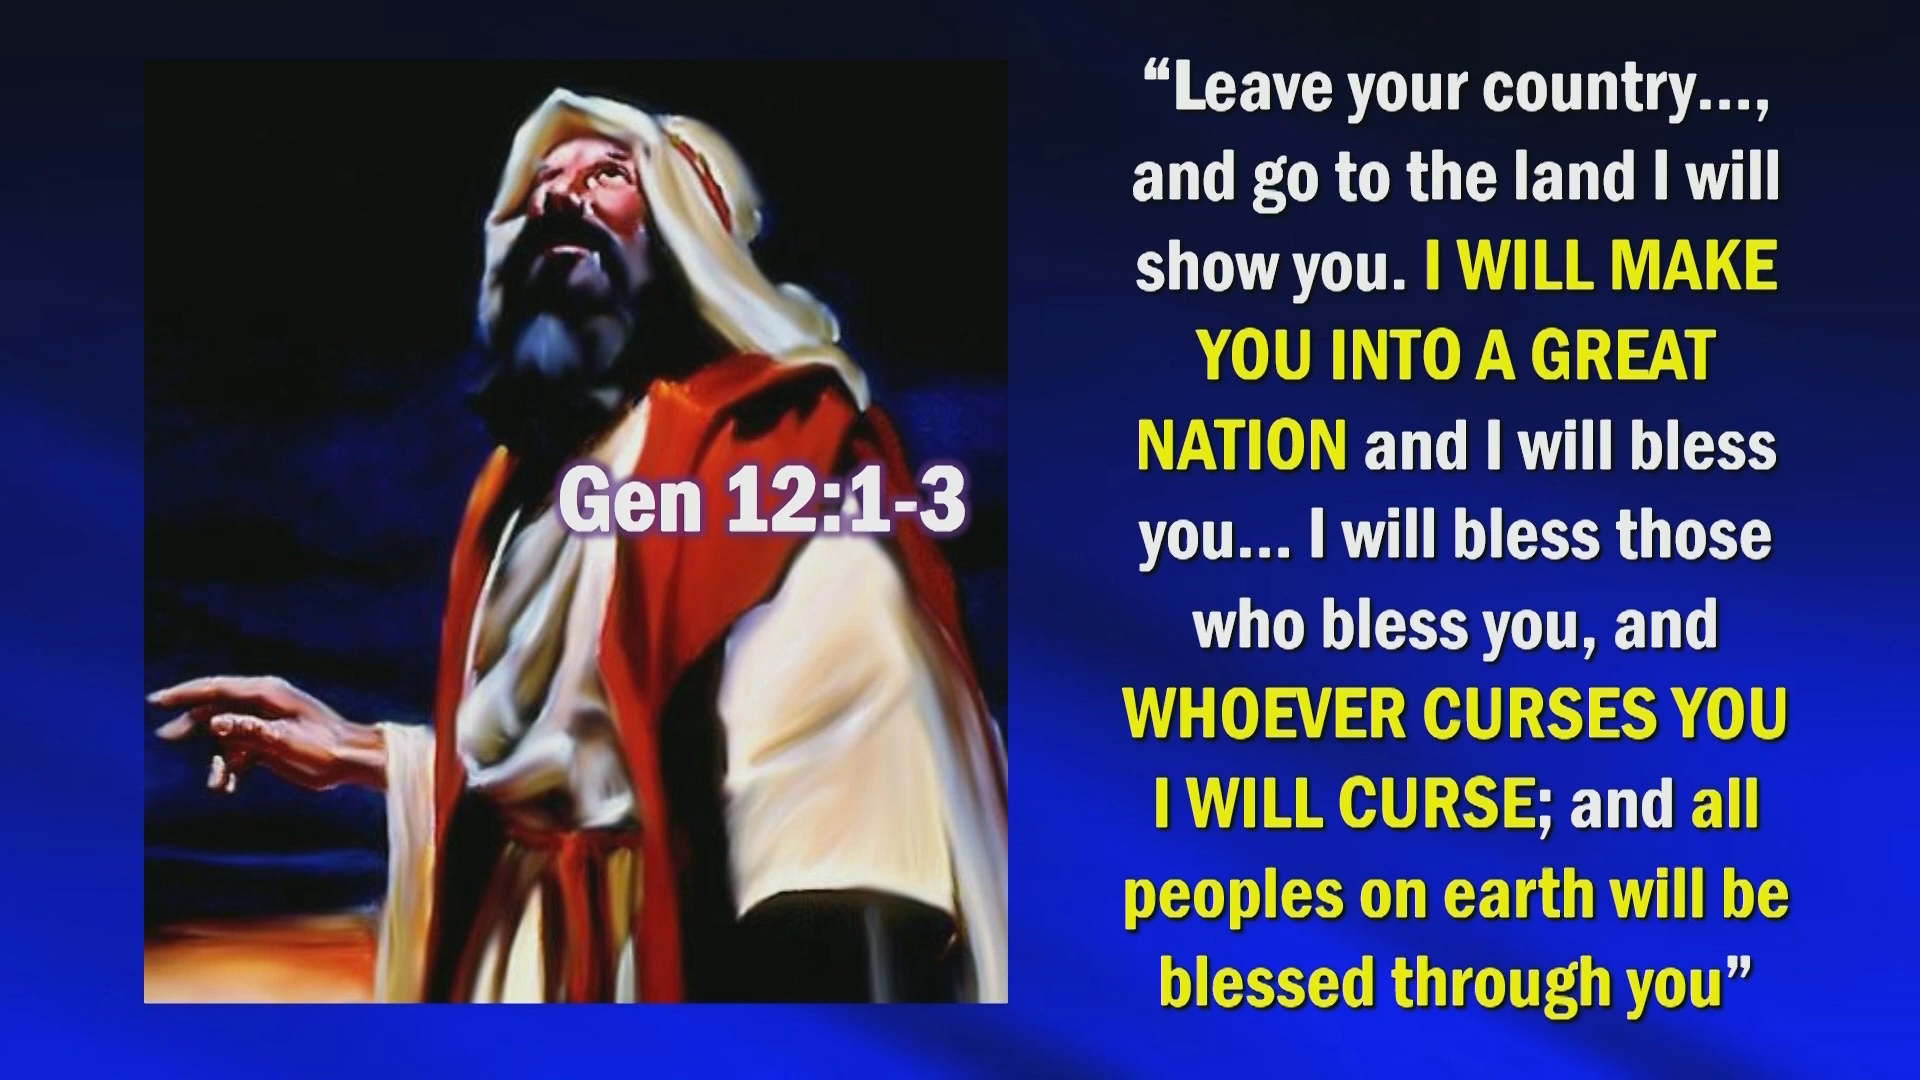 Gen 12:1-3
“Leave your country...,
and go to the land I will
show you. I WILL MAKE
YOU INTO A GREAT
NATION and I will bless
you... I will bless those
who bless you, and
WHOEVER CURSES YOU
I WILL CURSE; and all
peoples on earth will be
blessed through you”